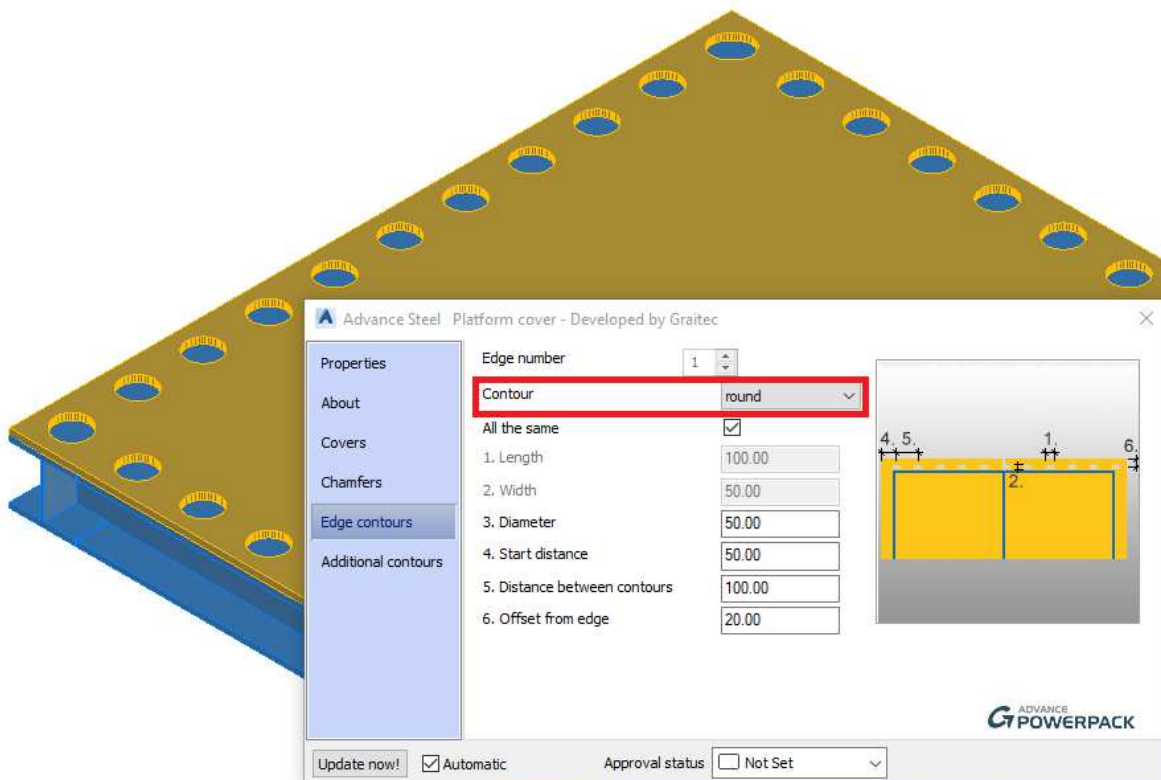 Advance Steel Platform cover - Developed by Graitec
Properties
About
Covers
Chamfers
Edge contours
Additional contours
Edge number 1
Contour round
All the same
1. Length 100.00
2. Width 50.00
3. Diameter 50.00
4. Start distance 50.00
5. Distance between contours 100.00
6. Offset from edge 20.00
4. 5. 1. 6.
2.
ADVANCE
POWERPACK
Update now! Automatic Approval status Not Set